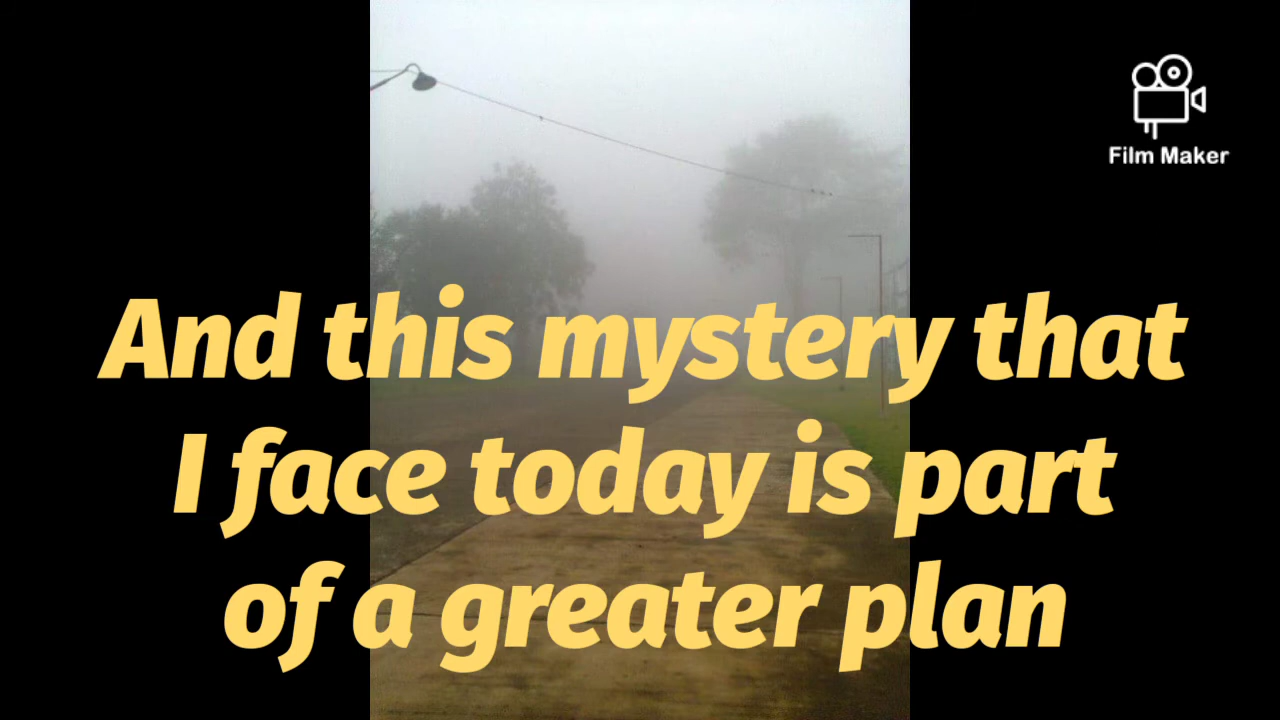 Film Maker
And this mystery that
I face today is part
of a greater plan